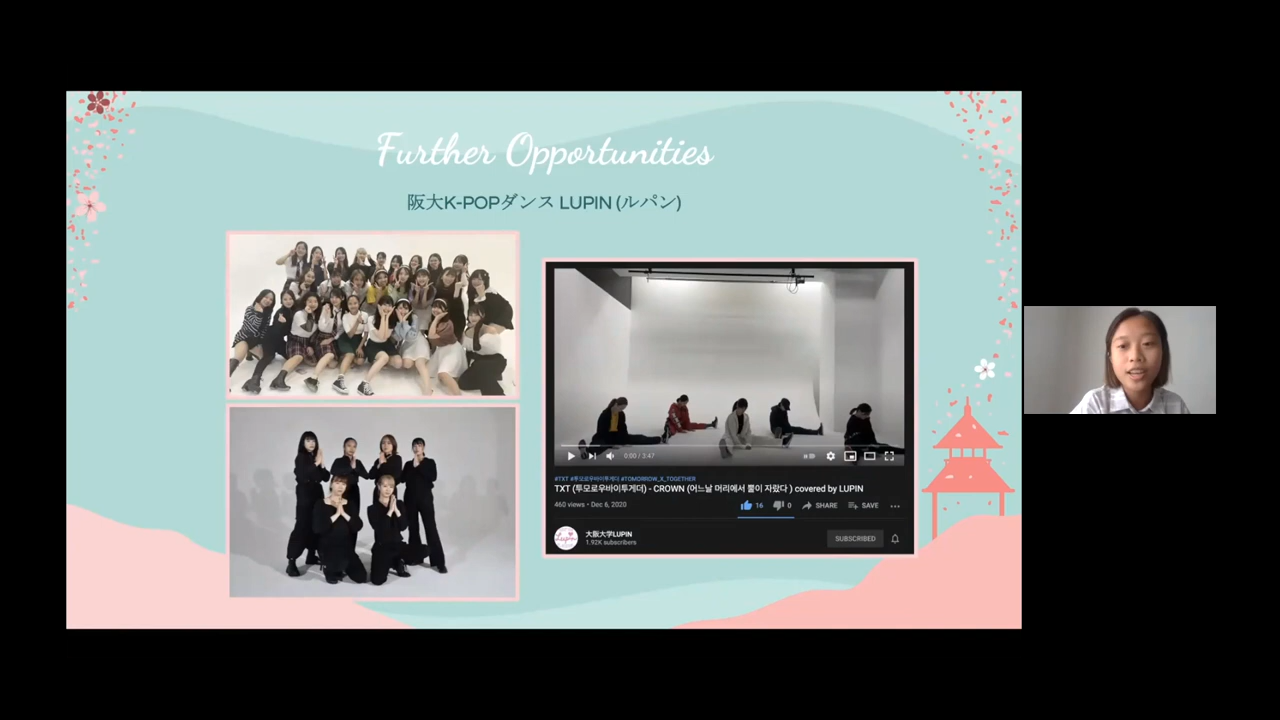 Further Opportunities
阪大K-POPダンス LUPIN (ルパン)
0:00 / 3:47
#TXT #투모로우바이투게더 #TOMORROW_X_TOGETHER
TXT (투모로우바이투게더) - CROWN (어느날 머리에서 뿔이 자랐다 ) covered by LUPIN
460 views • Dec 6, 2020
16
0
SHARE
SAVE
Lupin
大阪大学LUPIN
1.92K subscribers
SUBSCRIBED